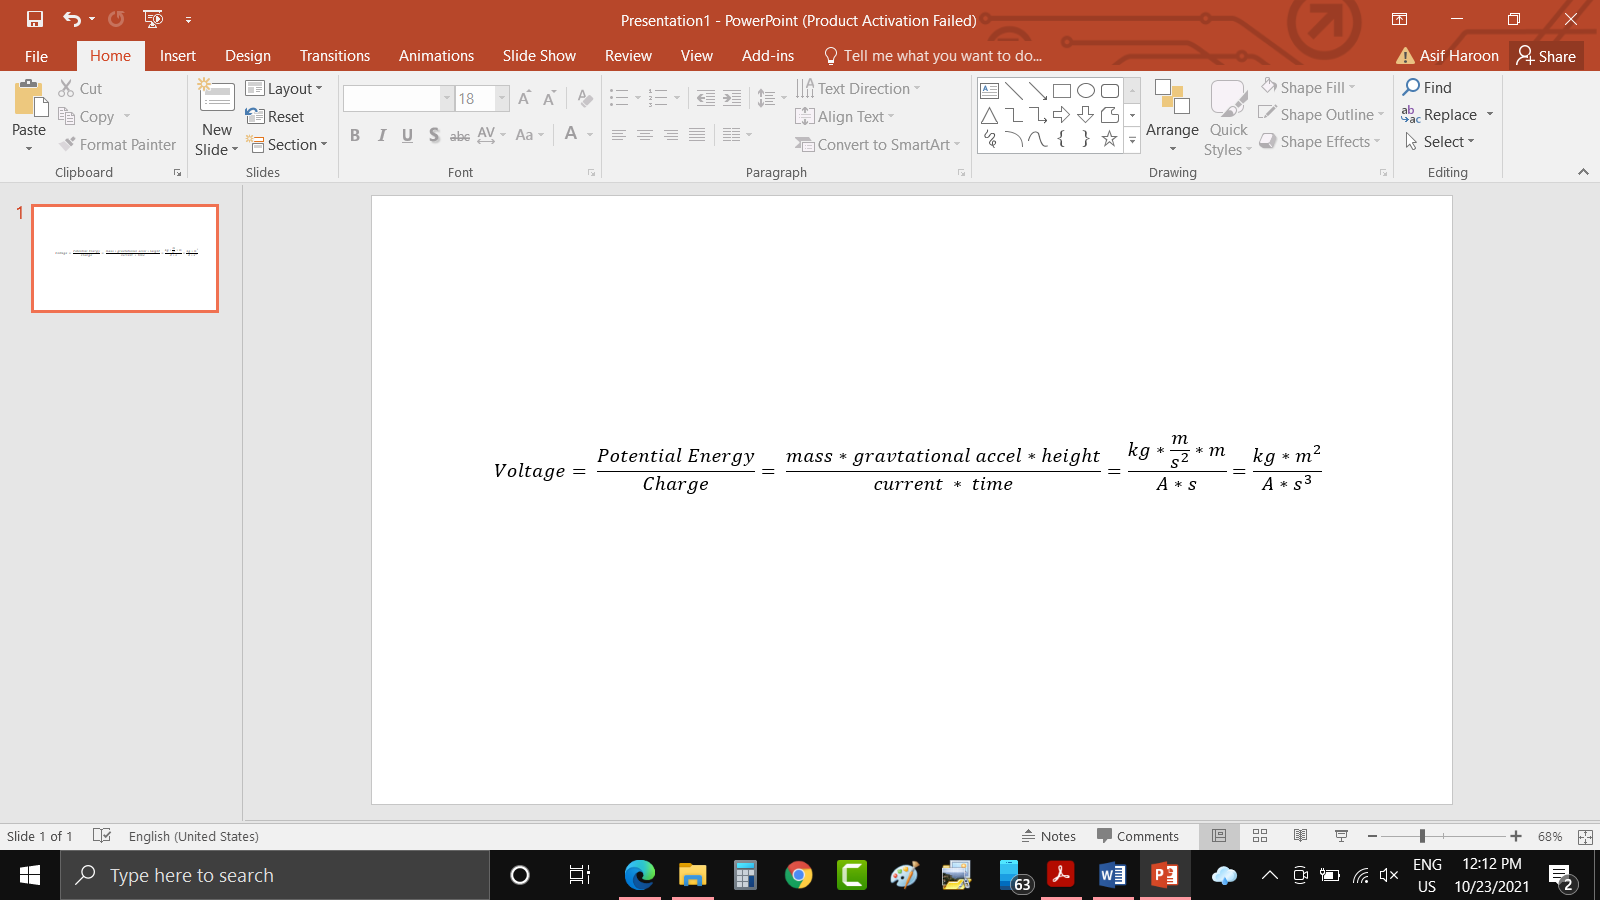 Presentation1 - PowerPoint (Product Activation Failed)
File Home Insert Design Transitions Animations Slide Show Review View Add-ins Tell me what you want to do... Asif Haroon Share
Paste
Cut
Copy
Format Painter
Clipboard
New Slide
Layout
Reset
Section
Slides
18
A A
B I U S abc AV Aa A
Font
Text Direction
Align Text
Convert to SmartArt
Paragraph
A
{ }
Arrange
Quick Styles
Shape Fill
Shape Outline
Shape Effects
Drawing
Find
ab ac Replace
Select
Editing
1
Voltage = Potential Energy / Charge = mass ∗ gravtational accel ∗ height / current ∗ time = kg ∗ m/s² ∗ m / A ∗ s = kg ∗ m² / A ∗ s³
Slide 1 of 1 English (United States) Notes Comments 68%
Type here to search 63 W P ENG US 12:12 PM 10/23/2021 2